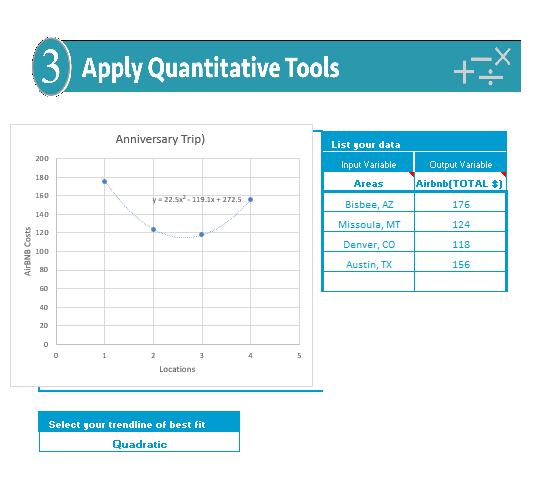 3 Apply Quantitative Tools
+ − × ÷
Anniversary Trip)
200
180
160
140
120
100
80
60
40
20
0
AirBNB Costs
y = 22.5x² - 119.1x + 272.5
0 1 2 3 4 5
Locations
List your data
Input Variable Output Variable
Areas Airbnb(TOTAL $)
Bisbee, AZ 176
Missoula, MT 124
Denver, CO 118
Austin, TX 156
Select your trendline of best fit
Quadratic